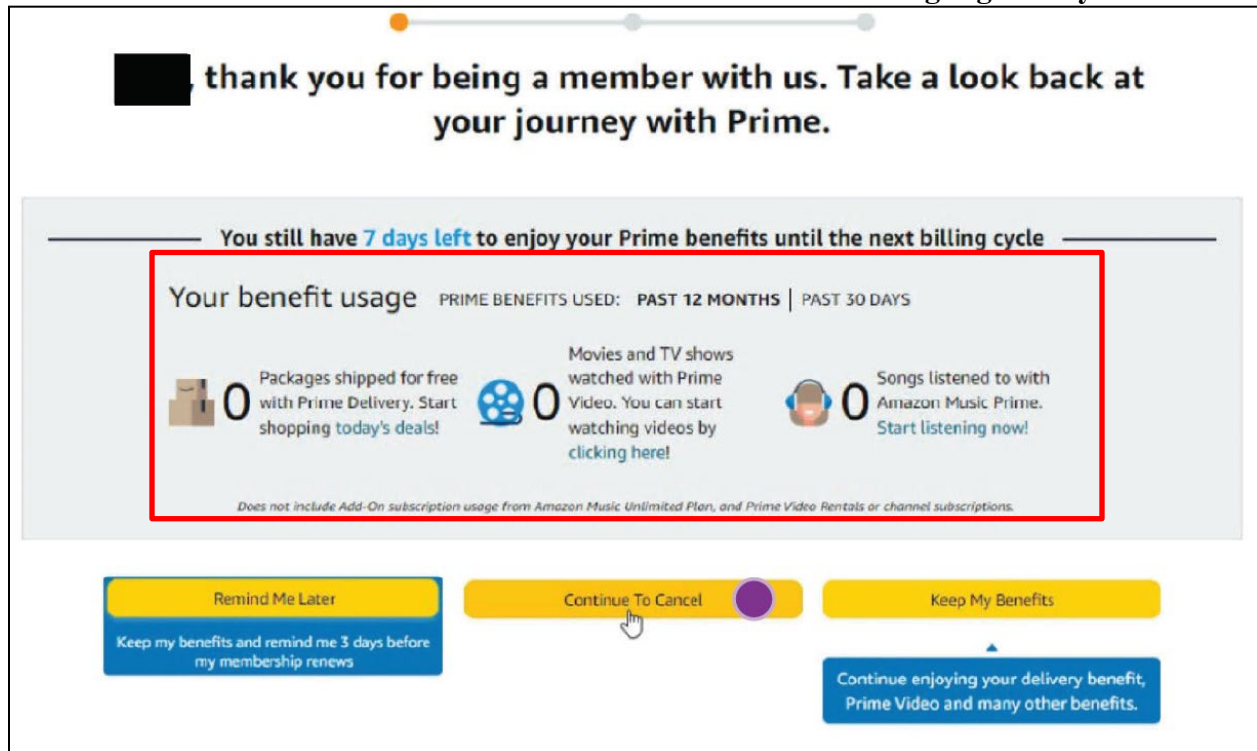 , thank you for being a member with us. Take a look back at
your journey with Prime.
You still have 7 days left to enjoy your Prime benefits until the next billing cycle
Your benefit usage PRIME BENEFITS USED: PAST 12 MONTHS | PAST 30 DAYS
0 Packages shipped for free
with Prime Delivery. Start
shopping today's deals!
0 Movies and TV shows
watched with Prime
Video. You can start
watching videos by
clicking here!
0 Songs listened to with
Amazon Music Prime.
Start listening now!
Does not include Add-On subscription usage from Amazon Music Unlimited Plan, and Prime Video Rentals or channel subscriptions.
Remind Me Later
Keep my benefits and remind me 3 days before
my membership renews
Continue To Cancel
Keep My Benefits
Continue enjoying your delivery benefit,
Prime Video and many other benefits.